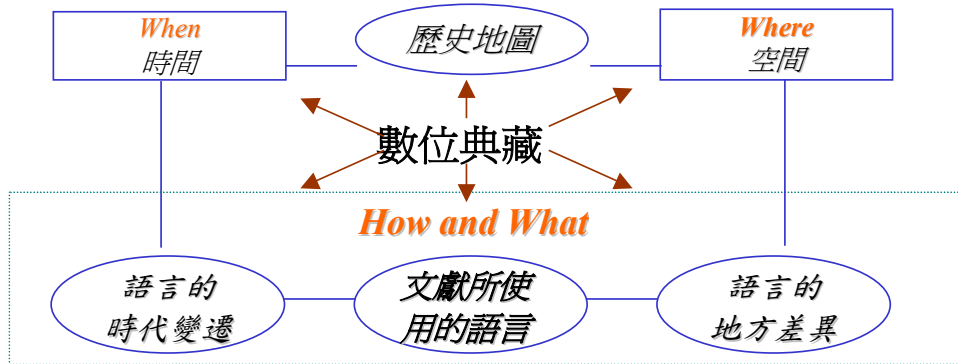 When
時間
歷史地圖
Where
空間
數位典藏
How and What
語言的
時代變遷
文獻所使
用的語言
語言的
地方差異